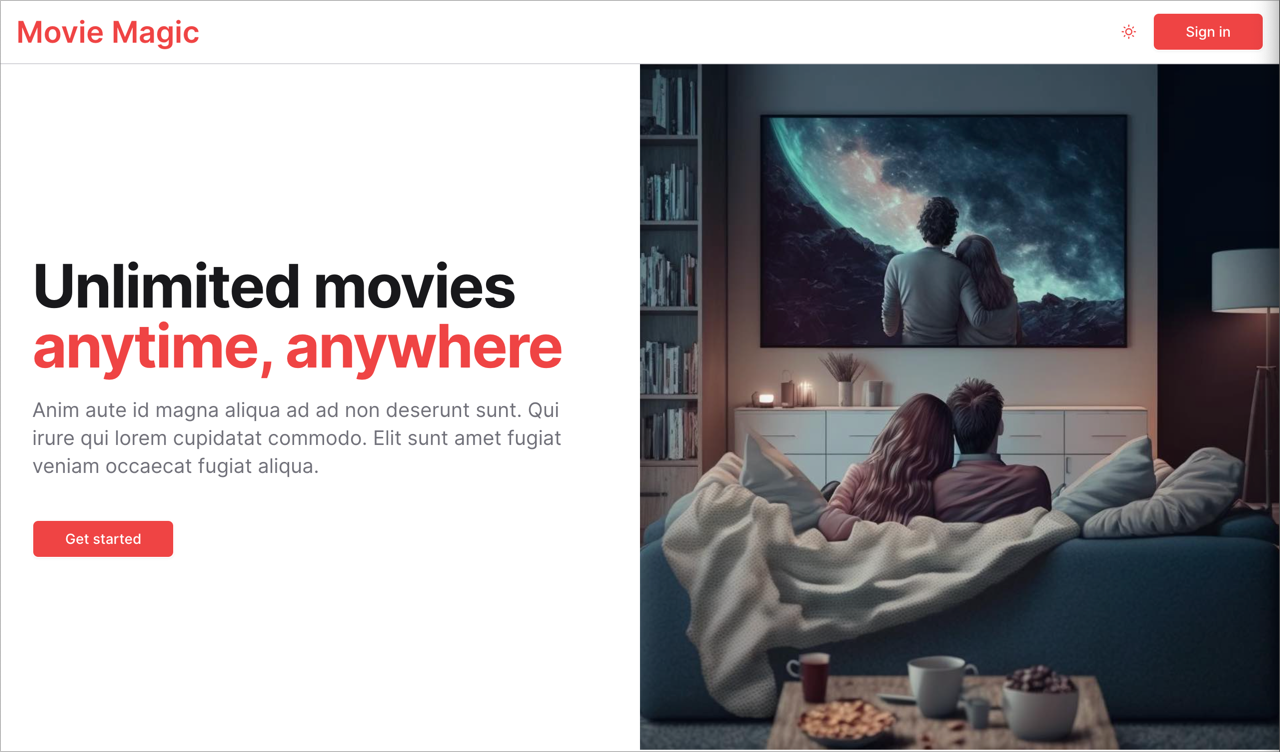 Movie Magic
Sign in
Unlimited movies
anytime, anywhere
Anim aute id magna aliqua ad ad non deserunt sunt. Qui
irure qui lorem cupidatat commodo. Elit sunt amet fugiat
veniam occaecat fugiat aliqua.
Get started